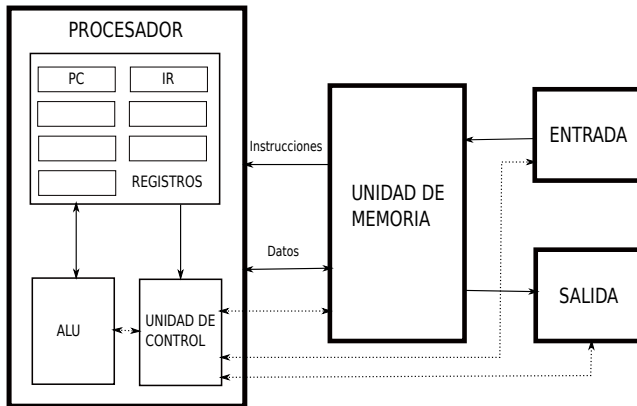 PROCESADOR
PC
IR
REGISTROS
ALU
UNIDAD DE
CONTROL
Instrucciones
Datos
UNIDAD DE
MEMORIA
ENTRADA
SALIDA